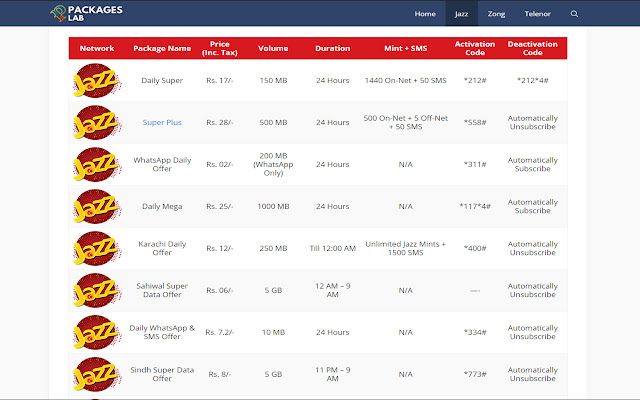 PACKAGES
LAB
Home Jazz Zong Telenor
Network Package Name Price (Inc. Tax) Volume Duration Mint + SMS Activation Code Deactivation Code
Jazz Daily Super Rs. 17/- 150 MB 24 Hours 1440 On-Net + 50 SMS *212# *212*4#
Jazz Super Plus Rs. 28/- 500 MB 24 Hours 500 On-Net + 5 Off-Net + 50 SMS *558# Automatically Unsubscribe
Jazz WhatsApp Daily Offer Rs. 02/- 200 MB (WhatsApp Only) 24 Hours N/A *311# Automatically Subscribe
Jazz Daily Mega Rs. 25/- 1000 MB 24 Hours N/A *117*4# Automatically Subscribe
Jazz Karachi Daily Offer Rs. 12/- 250 MB Till 12:00 AM Unlimited Jazz Mints + 1500 SMS *400# Automatically Unsubscribe
Jazz Sahiwal Super Data Offer Rs. 06/- 5 GB 12 AM – 9 AM N/A —- Automatically Unsubscribe
Jazz Daily WhatsApp & SMS Offer Rs. 7.2/- 10 MB 24 Hours N/A *334# Automatically Unsubscribe
Jazz Sindh Super Data Offer Rs. 8/- 5 GB 11 PM – 9 AM N/A *773# Automatically Unsubscribe